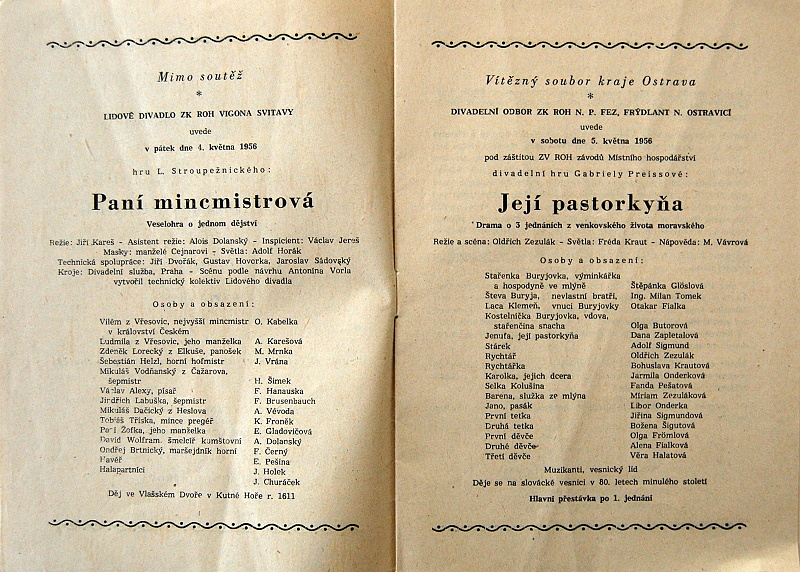 Mimo soutěž
*
LIDOVÉ DIVADLO ZK ROH VIGONA SVITAVY
uvede
v pátek dne 4. května 1956
hru L. Stroupežnického:
Paní mincmistrová
Veselohra o jednom dějství
Režie: Jiří Kareš - Asistent režie: Alois Dolanský - Inspicient: Václav Jereš
Masky: manželé Cejnarovi - Světla: Adolf Horák
Technická spolupráce: Jiří Dvořák, Gustav Hovorka, Jaroslav Sádovský
Kroje: Divadelní služba, Praha - Scénu podle návrhu Antonína Vorla
vytvořil technický kolektiv Lidového divadla
Osoby a obsazení:
Vilém z Vřesovic, nejvyšší mincmistr O. Kabelka
v království Českém
Ludmila z Vřesovic, jeho manželka A. Karešová
Zdeněk Lorecký z Elkuše, panošek M. Mrnka
Šebestián Helzl, horní hofmistr J. Vrána
Mikuláš Vodňanský z Čažarova,
šepmistr H. Šimek
Václav Alexy, písař F. Hanauska
Jindřich Labuška, šepmistr F. Brusenbauch
Mikuláš Dačický z Heslova A. Vévoda
Tobiáš Tříska, mince pregéř K. Froněk
Paní Žofka, jeho manželka E. Gladovičová
David Wolfram, šmelcíř kumštovní A. Dolanský
Ondřej Brtnický, maršejdník horní F. Černý
Havéř E. Pešina
Halapartníci J. Holek
J. Churáček
Děj ve Vlašském Dvoře v Kutné Hoře r. 1611
Vítězný soubor kraje Ostrava
*
DIVADELNÍ ODBOR ZK ROH N. P. FEZ, FRÝDLANT N. OSTRAVICÍ
uvede
v sobotu dne 5. května 1956
pod záštitou ZV ROH závodů Místního hospodářství
divadelní hru Gabriely Preissové:
Její pastorkyňa
Drama o 3 jednáních z venkovského života moravského
Režie a scéna: Oldřich Zezulák - Světla: Fréda Kraut - Nápověda: M. Vávrová
Osoby a obsazení:
Stařenka Buryjovka, výminkářka
a hospodyně ve mlýně Štěpánka Glöslová
Števa Buryja, nevlastní bratři, Ing. Milan Tomek
Laca Klemeň, vnuci Buryjovky Otakar Fialka
Kostelnička Buryjovka, vdova,
stařenčina snacha Olga Butorová
Jenufa, její pastorkyňa Dana Zapletalová
Stárek Adolf Sigmund
Rychtář Oldřich Zezulák
Rychtářka Bohuslava Krautová
Karolka, jejich dcera Jarmila Onderková
Selka Kolušina Fanda Pešatová
Barena, služka ze mlýna Miriam Zezuláková
Jano, pasák Libor Onderka
První tetka Jiřina Sigmundová
Druhá tetka Božena Šigutová
První děvče Olga Frömlová
Druhé děvče Alena Fialková
Třetí děvče Věra Halatová
Muzikanti, vesnický lid
Děje se na slovácké vesnici v 80. letech minulého století
Hlavní přestávka po 1. jednání